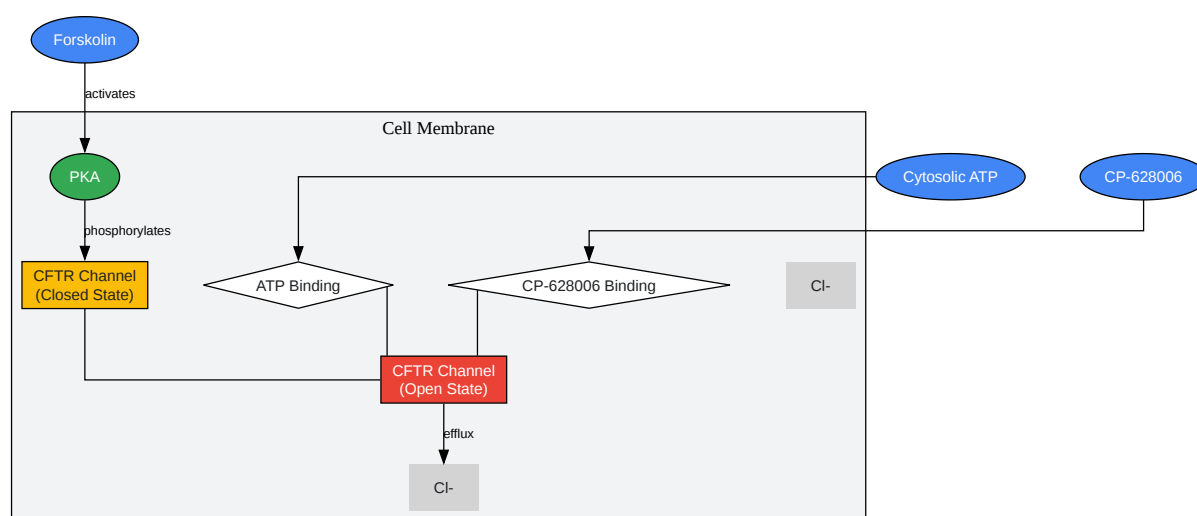 Forskolin
activates
Cell Membrane
PKA
Cytosolic ATP
CP-628006
phosphorylates
CFTR Channel
(Closed State)
ATP Binding
CP-628006 Binding
Cl-
CFTR Channel
(Open State)
efflux
Cl-